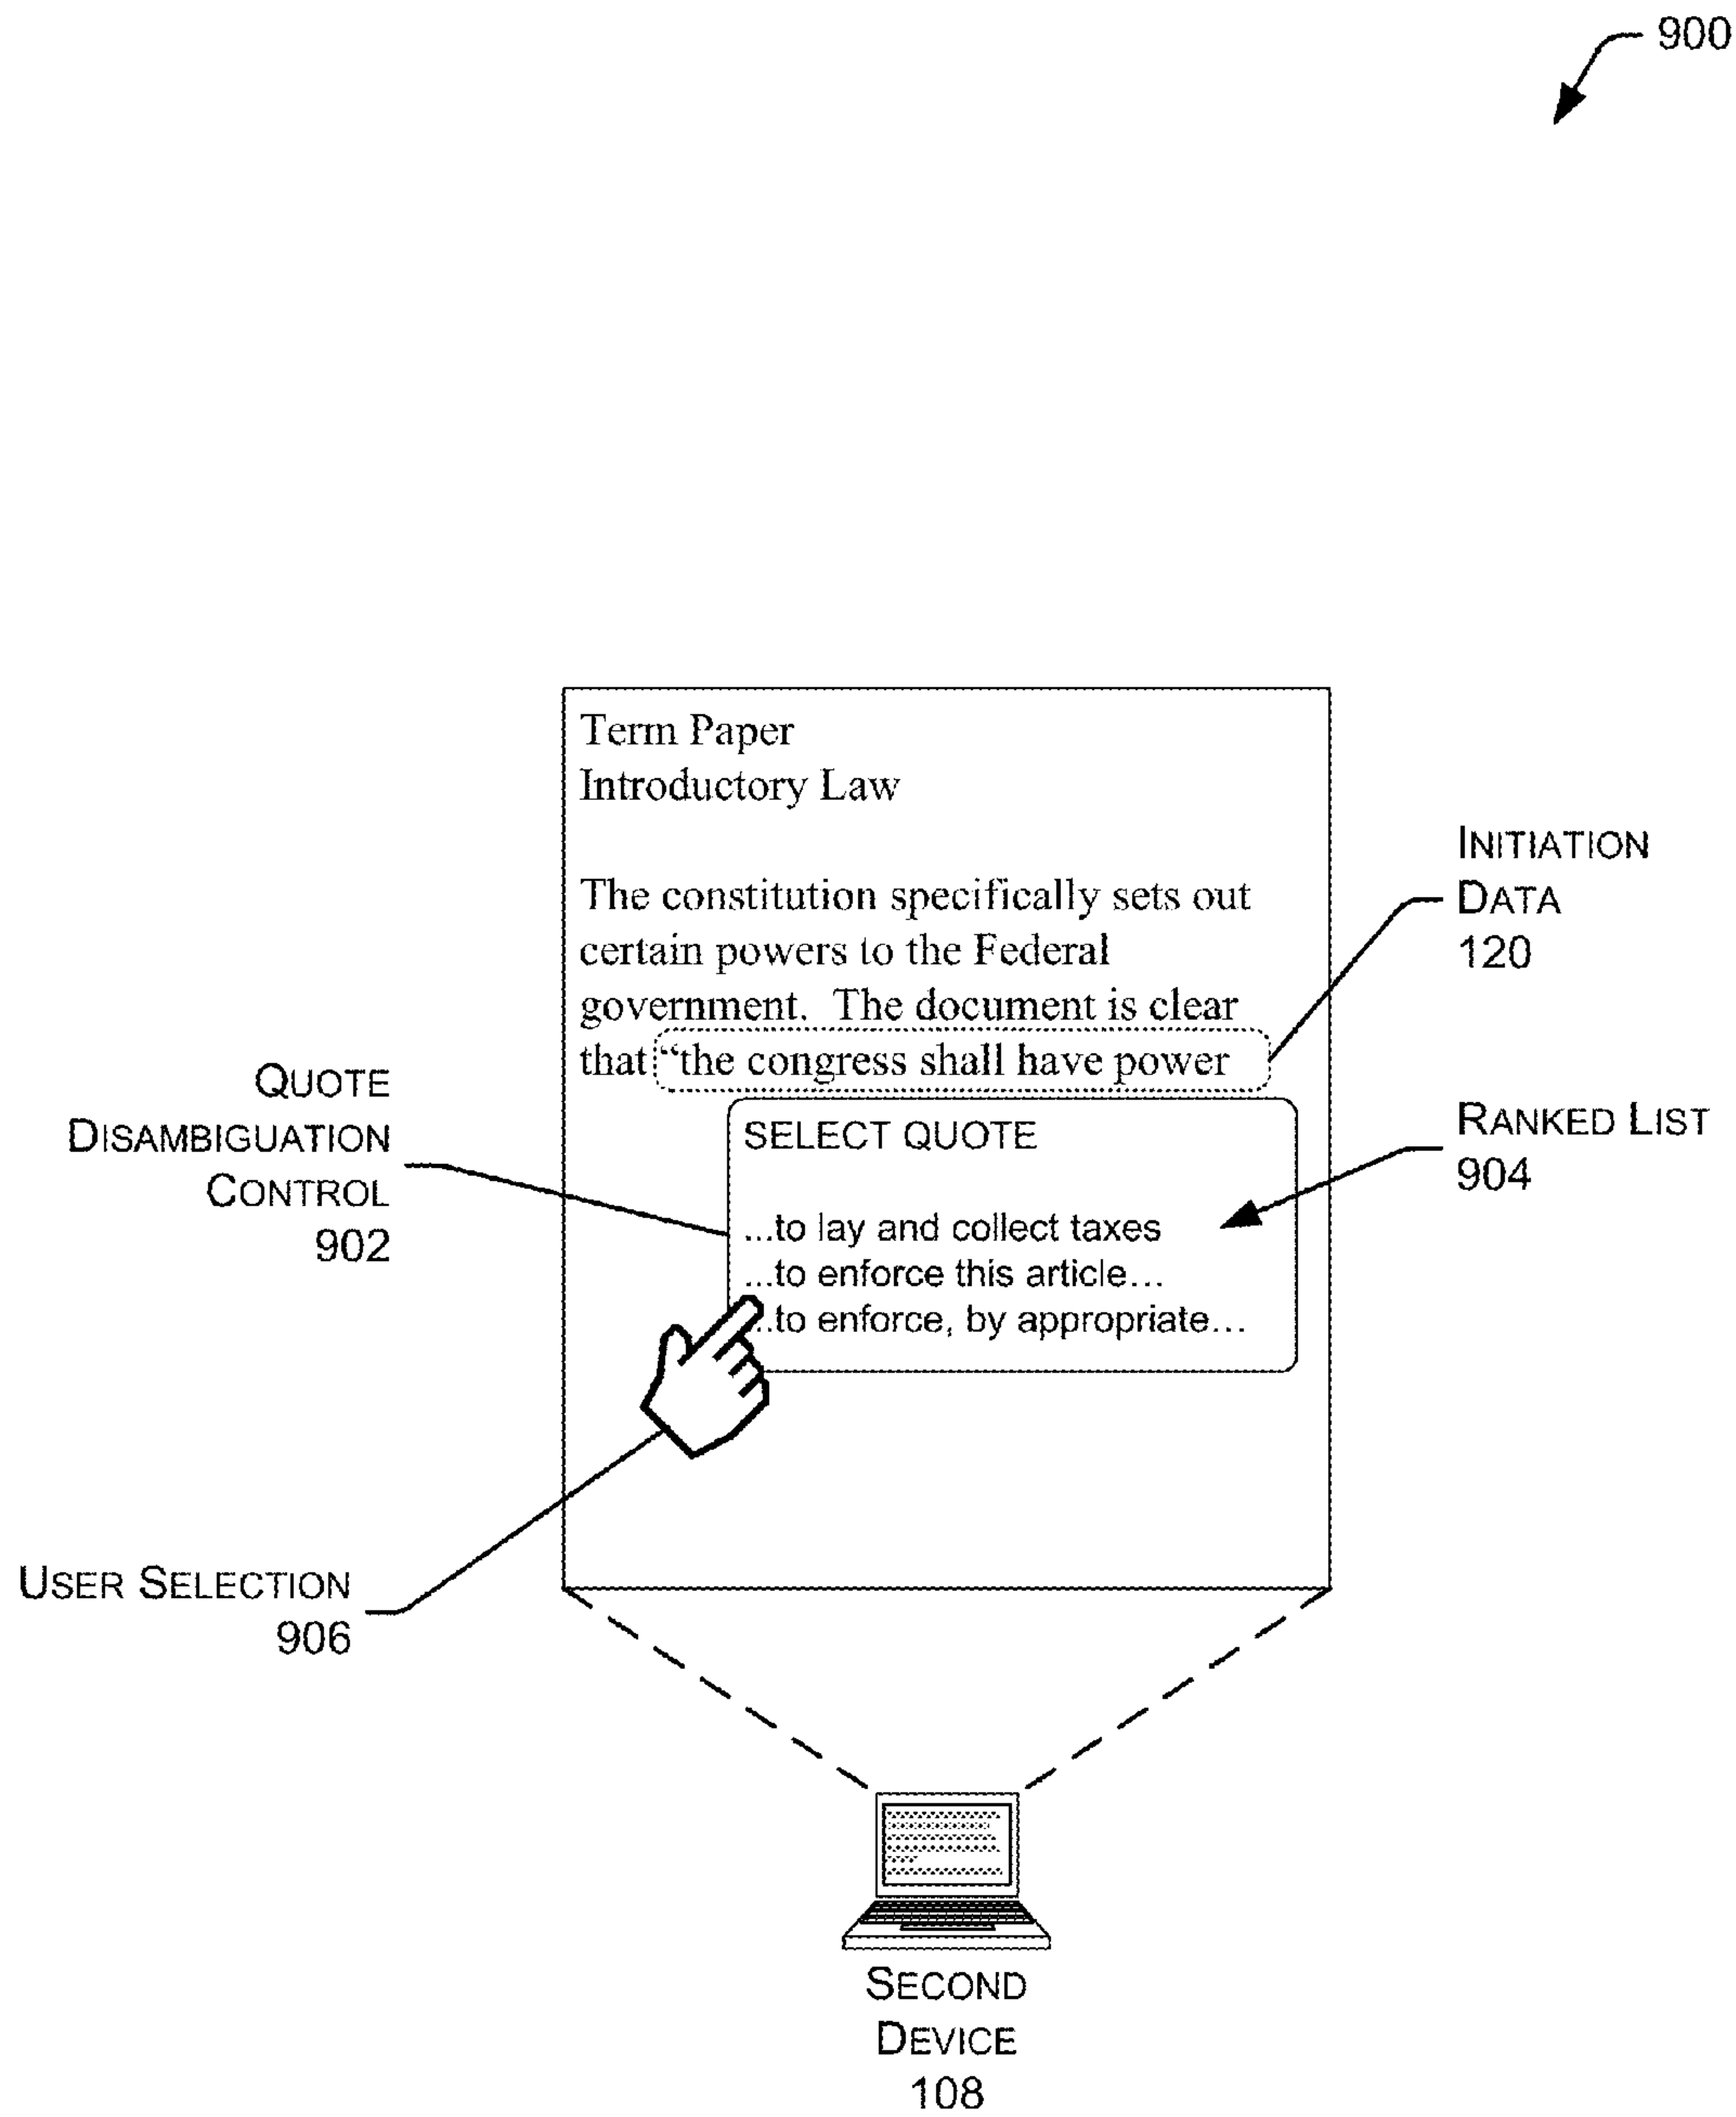 900
Term Paper
Introductory Law
The constitution specifically sets out
certain powers to the Federal
government. The document is clear
that “the congress shall have power
INITIATION
DATA
120
QUOTE
DISAMBIGUATION
CONTROL
902
SELECT QUOTE
...to lay and collect taxes
...to enforce this article...
...to enforce, by appropriate...
RANKED LIST
904
USER SELECTION
906
SECOND
DEVICE
108